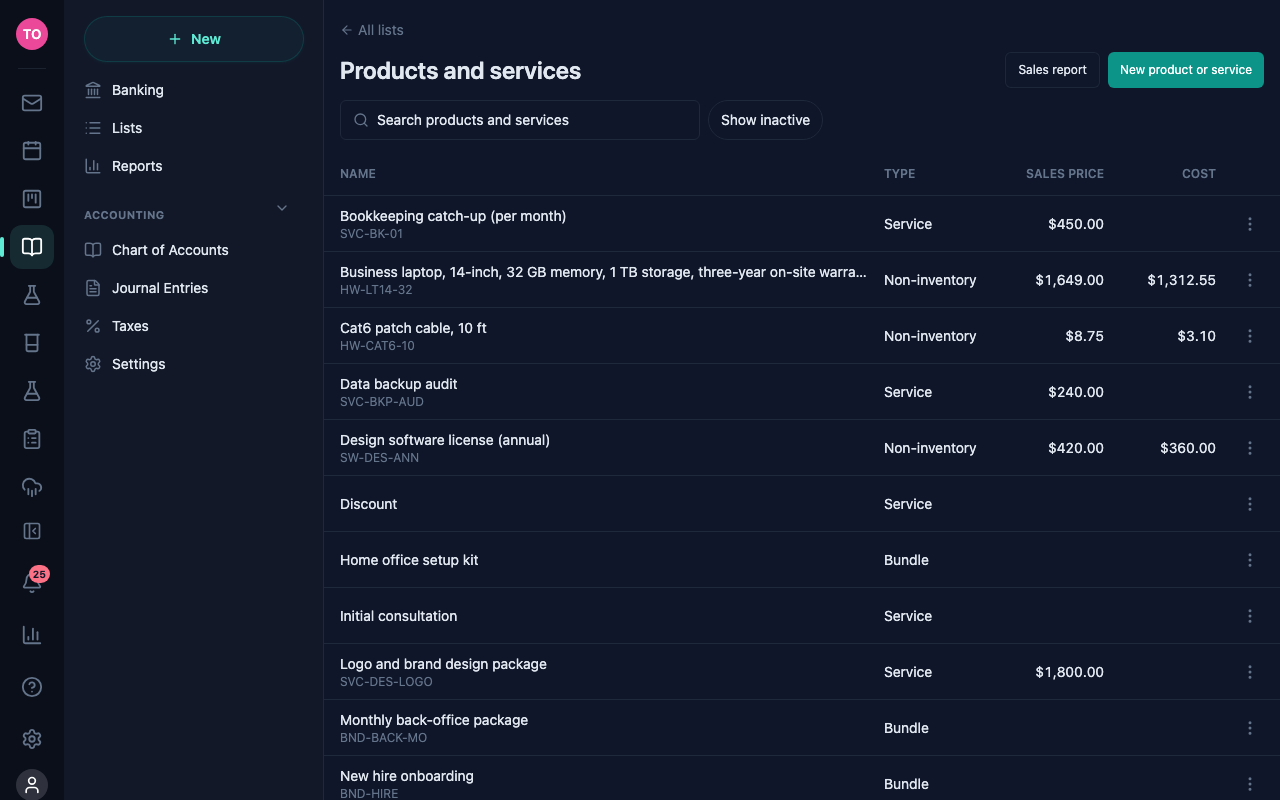 TO
25
New
Banking
Lists
Reports
ACCOUNTING
Chart of Accounts
Journal Entries
Taxes
Settings
All lists
Products and services
Sales report
New product or service
Search products and services
Show inactive
NAME TYPE SALES PRICE COST
Bookkeeping catch-up (per month)
SVC-BK-01
Service $450.00
Business laptop, 14-inch, 32 GB memory, 1 TB storage, three-year on-site warra...
HW-LT14-32
Non-inventory $1,649.00 $1,312.55
Cat6 patch cable, 10 ft
HW-CAT6-10
Non-inventory $8.75 $3.10
Data backup audit
SVC-BKP-AUD
Service $240.00
Design software license (annual)
SW-DES-ANN
Non-inventory $420.00 $360.00
Discount Service
Home office setup kit Bundle
Initial consultation Service
Logo and brand design package
SVC-DES-LOGO
Service $1,800.00
Monthly back-office package
BND-BACK-MO
Bundle
New hire onboarding
BND-HIRE
Bundle